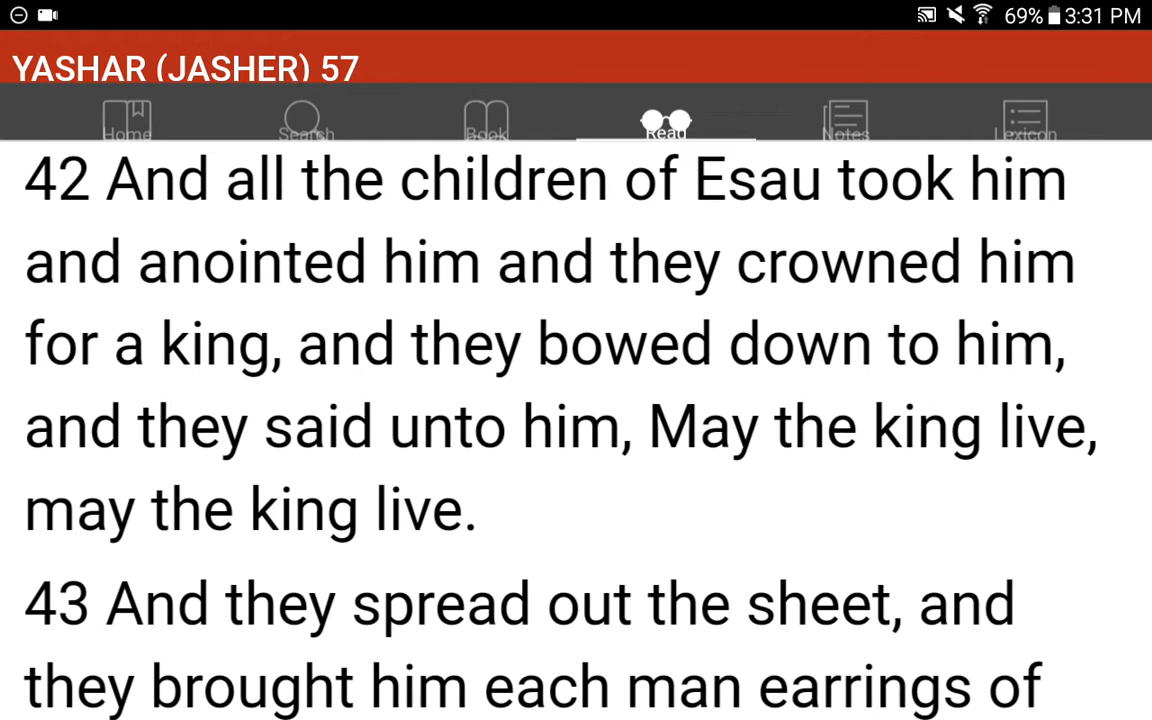 69% 3:31 PM
YASHAR (JASHER) 57
Home Search Book Read Notes Lexicon
42 And all the children of Esau took him
and anointed him and they crowned him
for a king, and they bowed down to him,
and they said unto him, May the king live,
may the king live.
43 And they spread out the sheet, and
they brought him each man earrings of